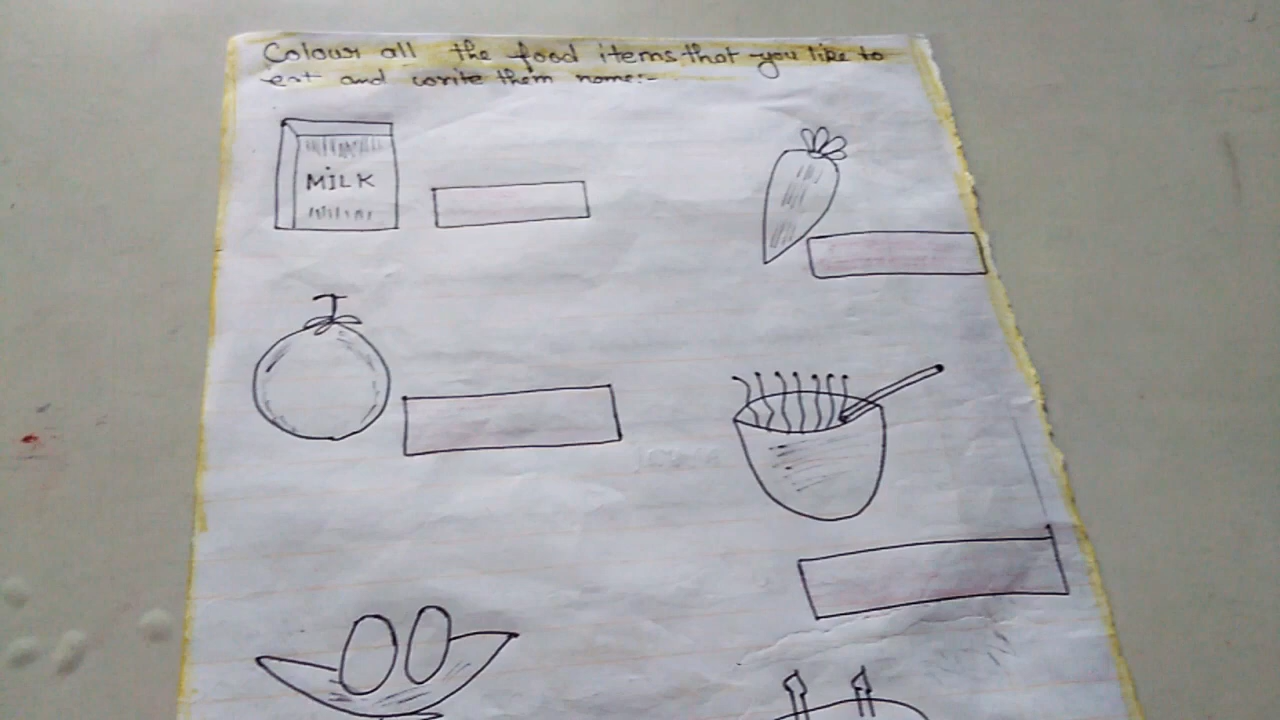 Colour all the food items that you like to
eat and write them name:-
MILK